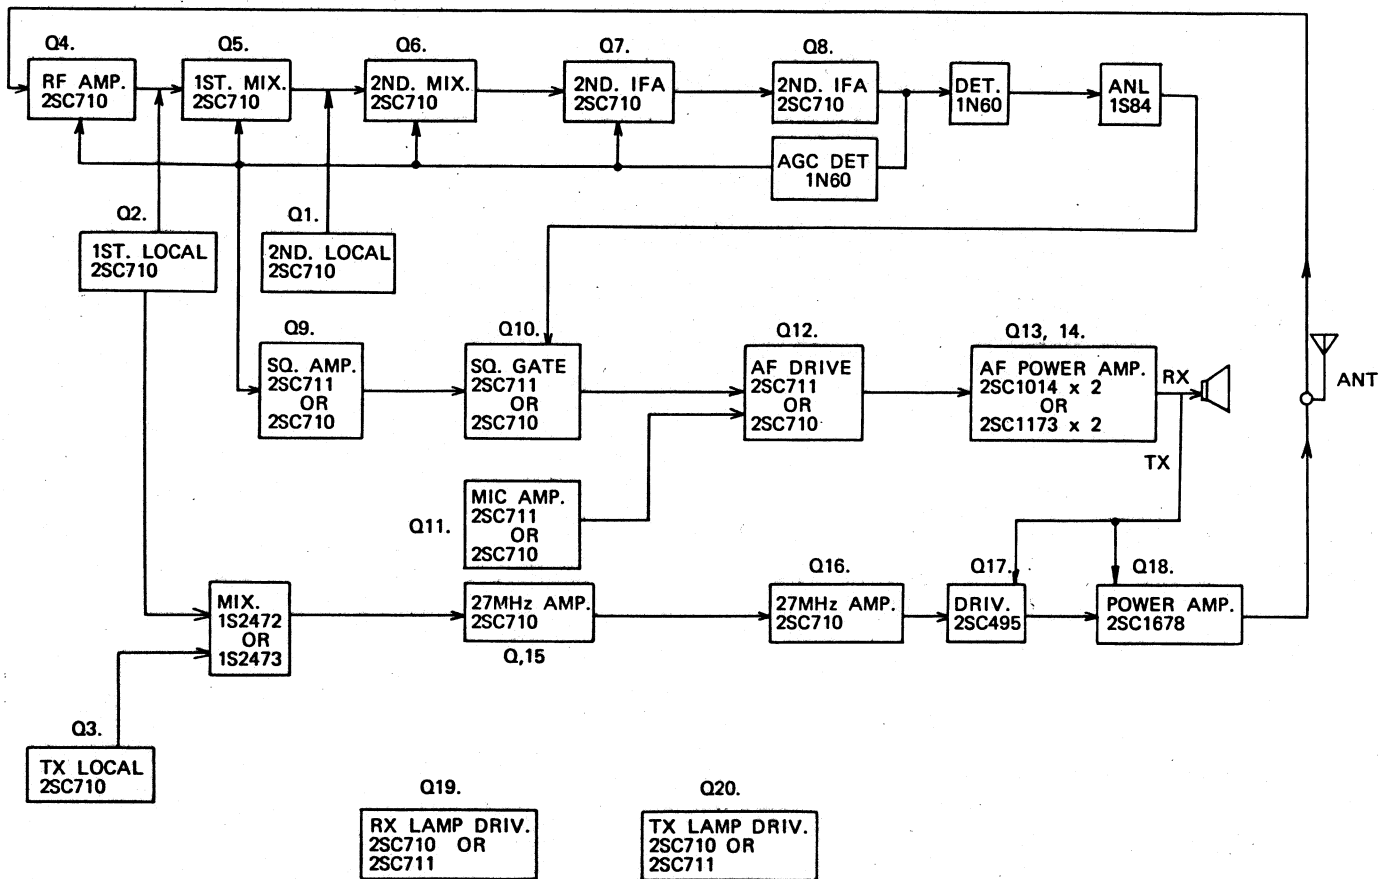 Q4.
RF AMP.
2SC710
Q5.
1ST. MIX.
2SC710
Q6.
2ND. MIX.
2SC710
Q7.
2ND. IFA
2SC710
Q8.
2ND. IFA
2SC710
DET.
1N60
ANL
1S84
AGC DET
1N60
Q2.
1ST. LOCAL
2SC710
Q1.
2ND. LOCAL
2SC710
Q9.
SQ. AMP.
2SC711
OR
2SC710
Q10.
SQ. GATE
2SC711
OR
2SC710
Q12.
AF DRIVE
2SC711
OR
2SC710
Q13, 14.
AF POWER AMP.
2SC1014 x 2
OR
2SC1173 x 2
RX
ANT
TX
Q11.
MIC AMP.
2SC711
OR
2SC710
MIX.
1S2472
OR
1S2473
27MHz AMP.
2SC710
Q,15
Q16.
27MHz AMP.
2SC710
Q17.
DRIV.
2SC495
Q18.
POWER AMP.
2SC1678
Q3.
TX LOCAL
2SC710
Q19.
RX LAMP DRIV.
2SC710 OR
2SC711
Q20.
TX LAMP DRIV.
2SC710 OR
2SC711